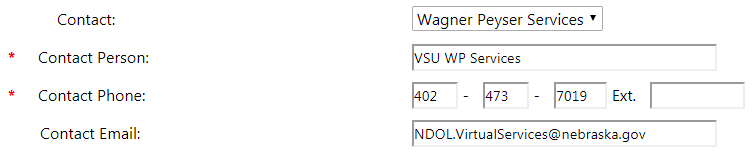 Contact: Wagner Peyser Services
* Contact Person: VSU WP Services
* Contact Phone: 402 - 473 - 7019 Ext.
Contact Email: NDOL.VirtualServices@nebraska.gov